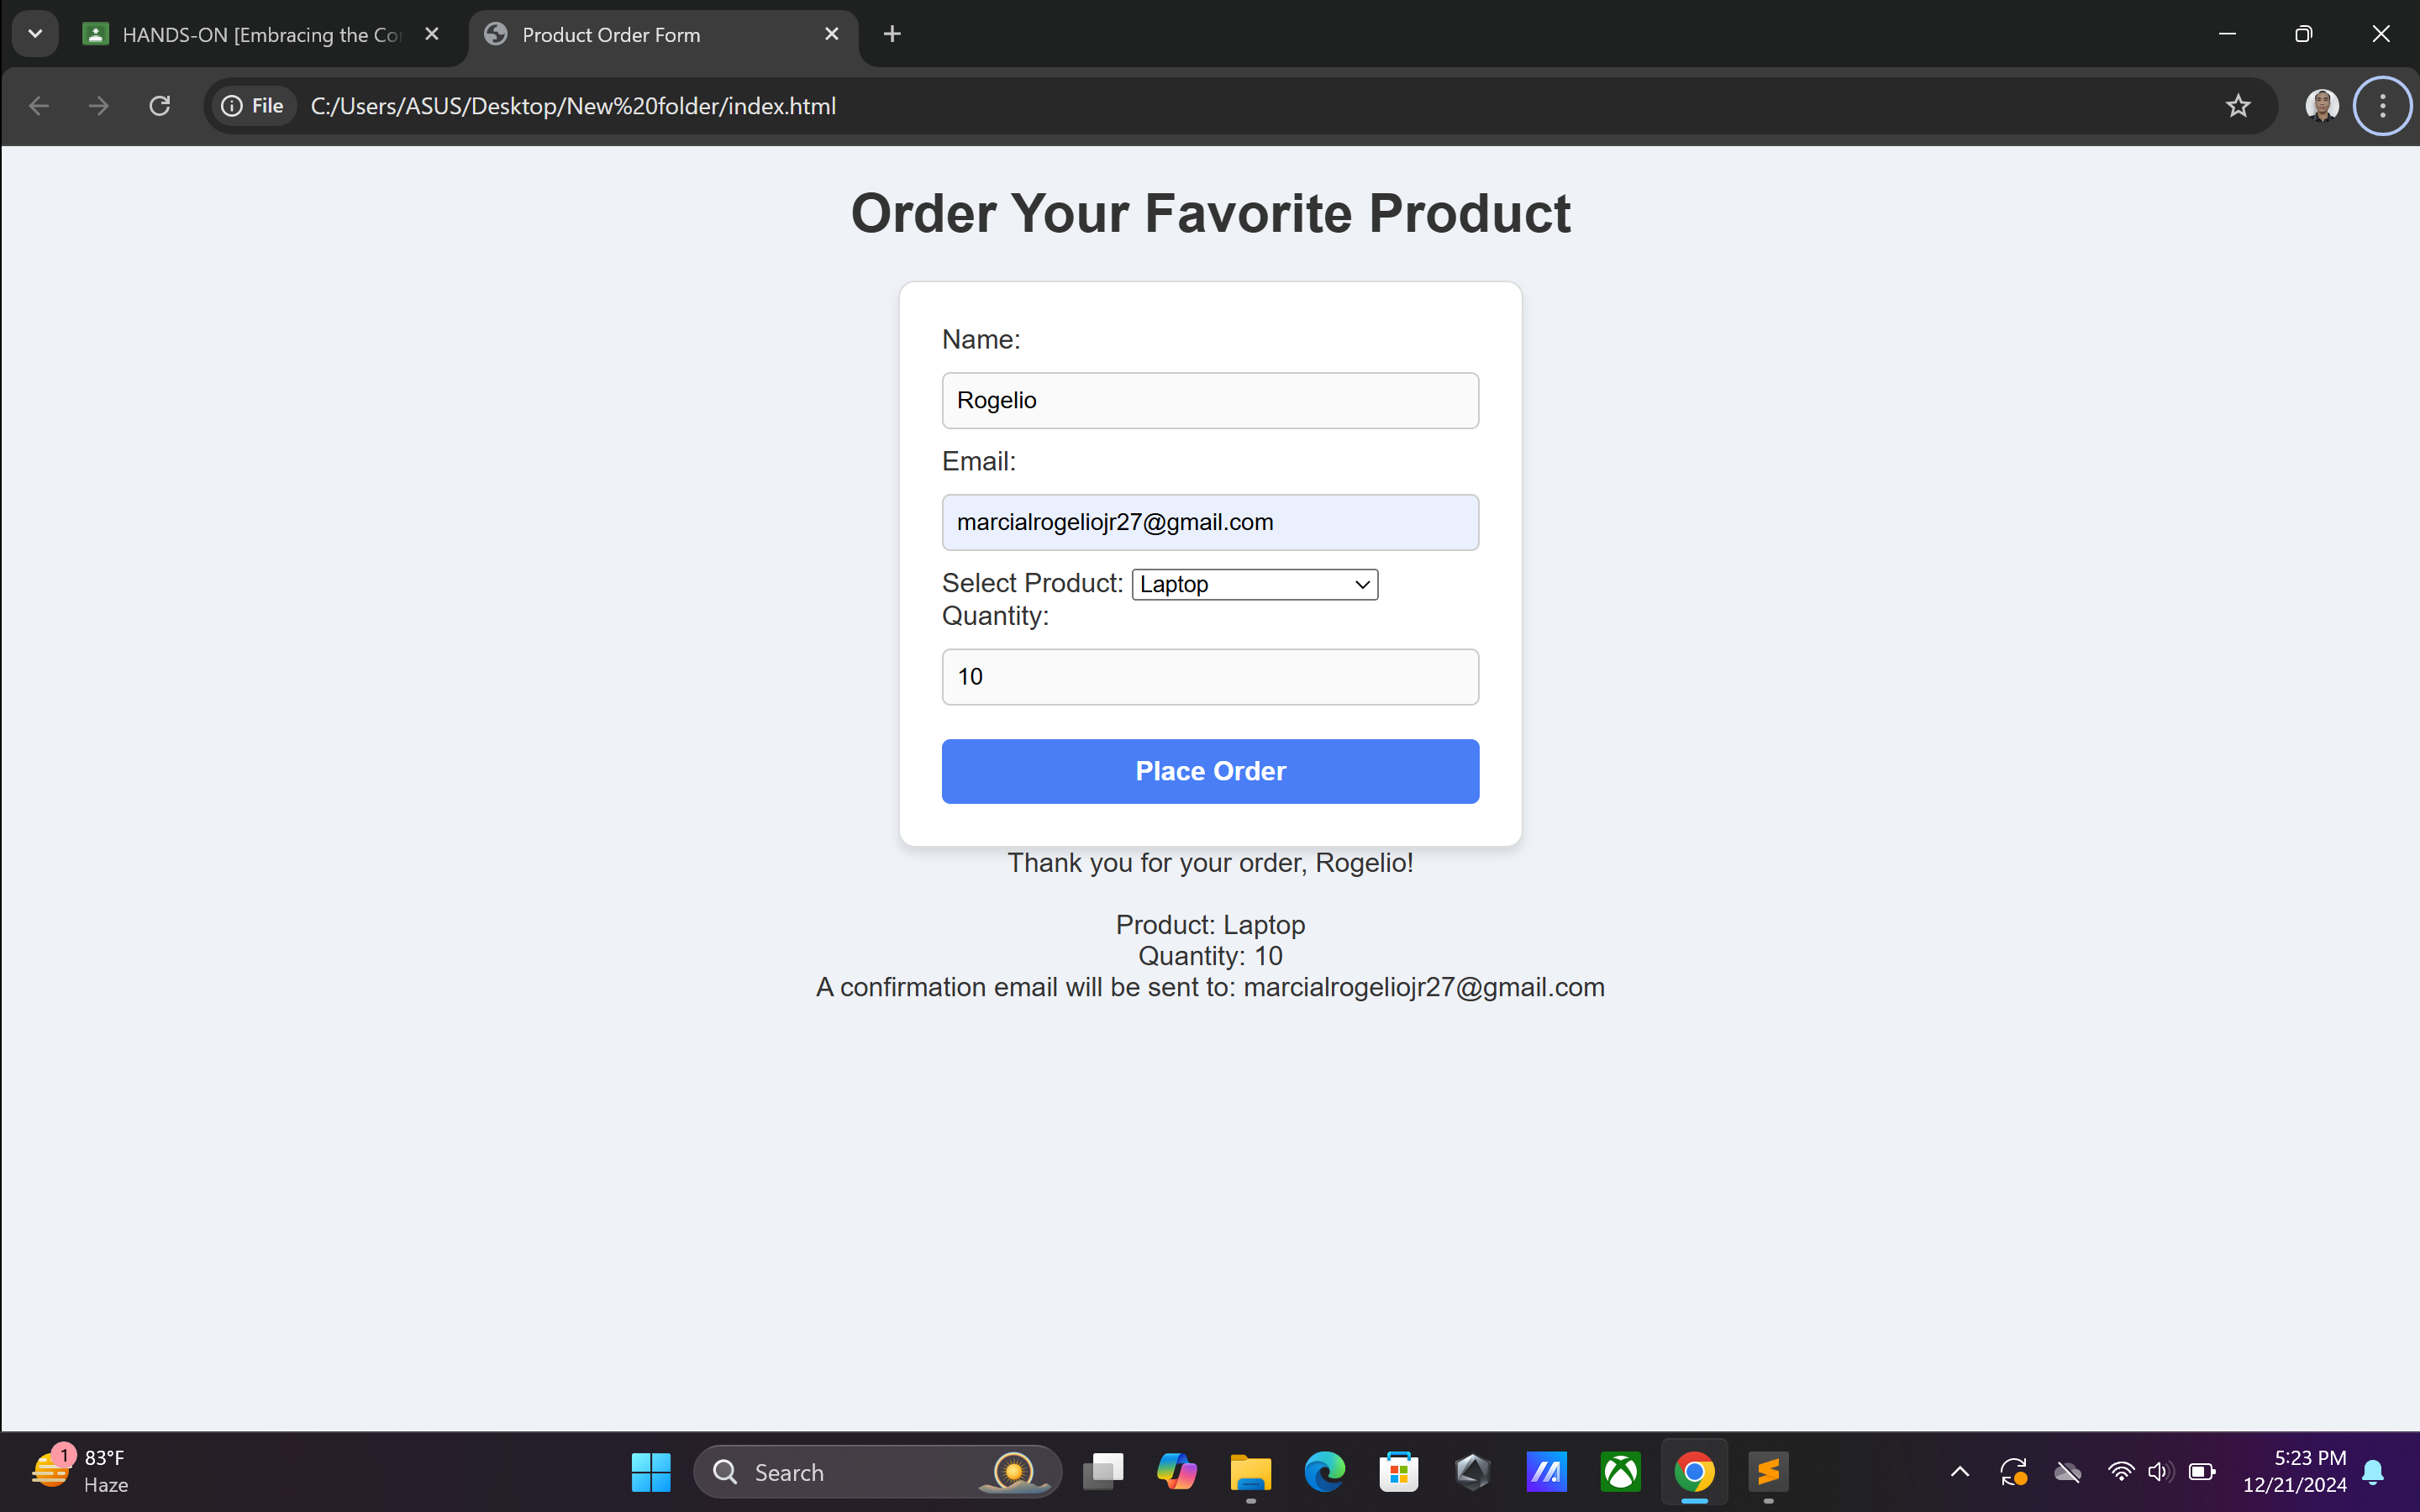 HANDS-ON [Embracing the Co
Product Order Form
File
C:/Users/ASUS/Desktop/New%20folder/index.html
Order Your Favorite Product
Name:
Rogelio
Email:
marcialrogeliojr27@gmail.com
Select Product: Laptop
Quantity:
10
Place Order
Thank you for your order, Rogelio!
Product: Laptop
Quantity: 10
A confirmation email will be sent to: marcialrogeliojr27@gmail.com
1
83°F
Haze
Search
5:23 PM
12/21/2024